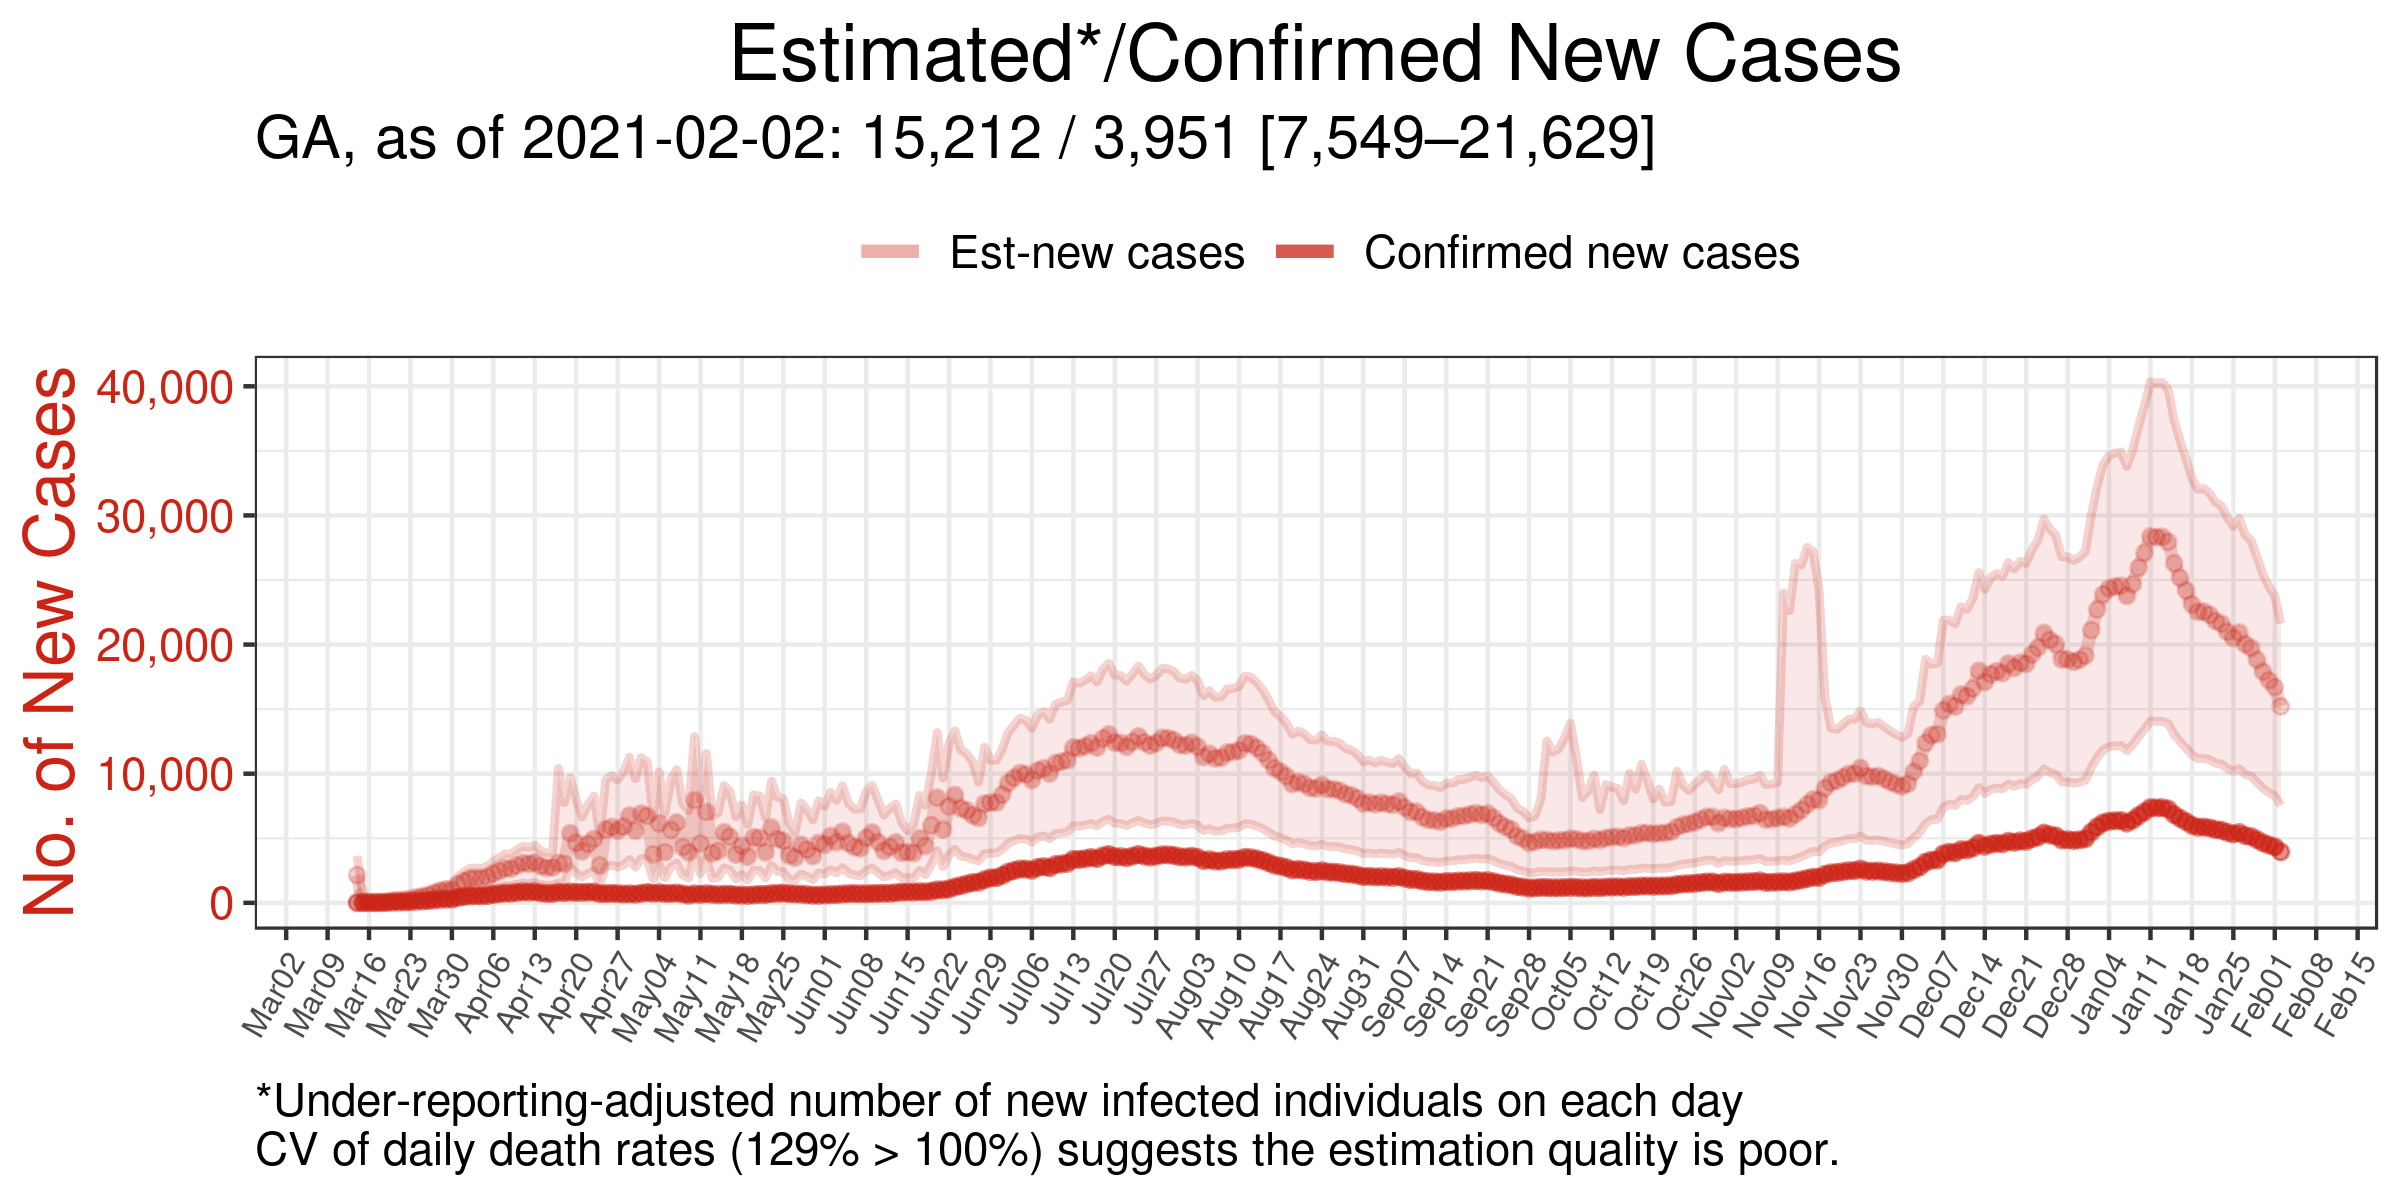 Estimated*/Confirmed New Cases
GA, as of 2021-02-02: 15,212 / 3,951 [7,549–21,629]
Est-new cases
Confirmed new cases
No. of New Cases
40,000
30,000
20,000
10,000
0
Mar02
Mar09
Mar16
Mar23
Mar30
Apr06
Apr13
Apr20
Apr27
May04
May11
May18
May25
Jun01
Jun08
Jun15
Jun22
Jun29
Jul06
Jul13
Jul20
Jul27
Aug03
Aug10
Aug17
Aug24
Aug31
Sep07
Sep14
Sep21
Sep28
Oct05
Oct12
Oct19
Oct26
Nov02
Nov09
Nov16
Nov23
Nov30
Dec07
Dec14
Dec21
Dec28
Jan04
Jan11
Jan18
Jan25
Feb01
Feb08
Feb15
*Under-reporting-adjusted number of new infected individuals on each day
CV of daily death rates (129% > 100%) suggests the estimation quality is poor.